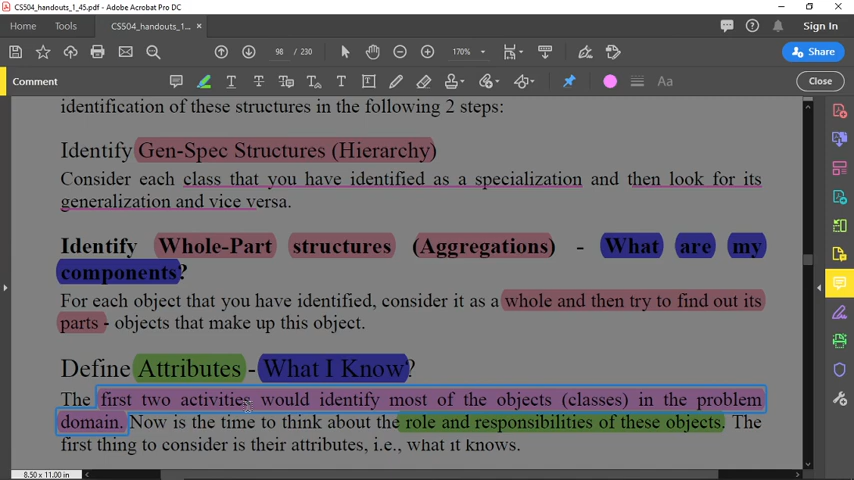 CS504_handouts_1_45.pdf - Adobe Acrobat Pro DC
Home Tools CS504_handouts_1... × Sign In
98 / 230 170% Share
Comment Aa Close
identification of these structures in the following 2 steps:
Identify Gen-Spec Structures (Hierarchy)
Consider each class that you have identified as a specialization and then look for its
generalization and vice versa.
Identify Whole-Part structures (Aggregations) - What are my
components?
For each object that you have identified, consider it as a whole and then try to find out its
parts - objects that make up this object.
Define Attributes - What I Know?
The first two activities would identify most of the objects (classes) in the problem
domain. Now is the time to think about the role and responsibilities of these objects. The
first thing to consider is their attributes, i.e., what it knows.
8.50 x 11.00 in